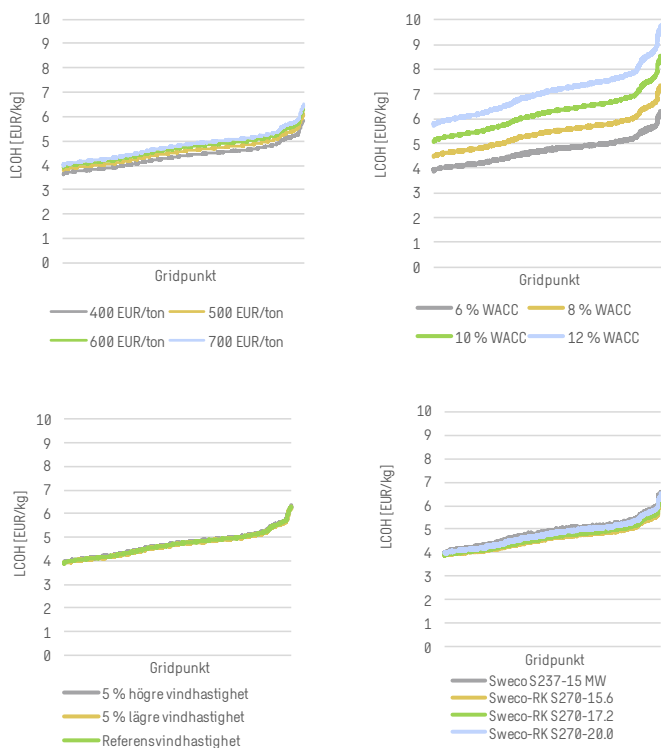 10
9
8
7
6
5
4
3
2
1
0
LCOH [EUR/kg]
Gridpunkt
400 EUR/ton 500 EUR/ton
600 EUR/ton 700 EUR/ton
10
9
8
7
6
5
4
3
2
1
0
LCOH [EUR/kg]
Gridpunkt
6 % WACC 8 % WACC
10 % WACC 12 % WACC
10
9
8
7
6
5
4
3
2
1
0
LCOH [EUR/kg]
Gridpunkt
5 % högre vindhastighet
5 % lägre vindhastighet
Referensvindhastighet
10
9
8
7
6
5
4
3
2
1
0
LCOH [EUR/kg]
Gridpunkt
Sweco S237-15 MW
Sweco-RK S270-15.6
Sweco-RK S270-17.2
Sweco-RK S270-20.0